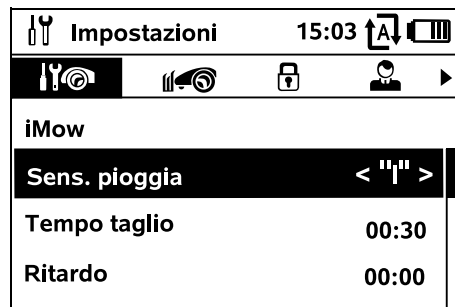 Impostazioni 15:03 A
iMow
Sens. pioggia < "I" >
Tempo taglio 00:30
Ritardo 00:00